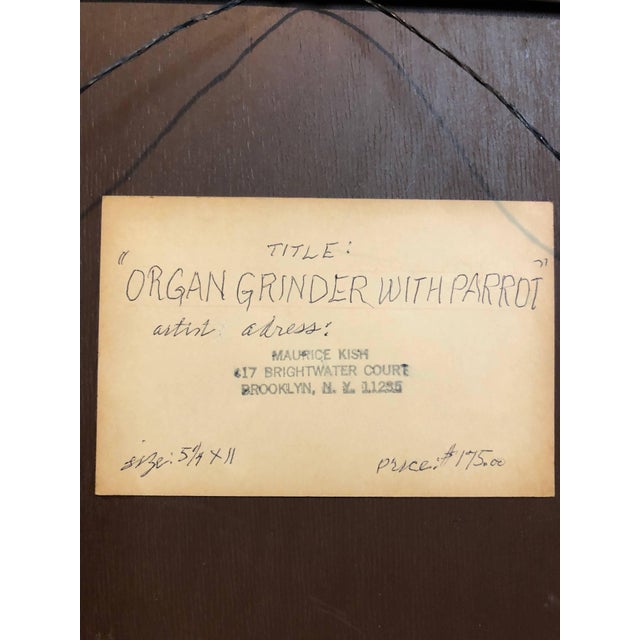 TITLE:
"ORGAN GRINDER WITH PARROT"
artist adress:
MAURICE KISH
417 BRIGHTWATER COURT
BROOKLYN, N. Y. 11235
size: 5¼ X 11
price: $175.00